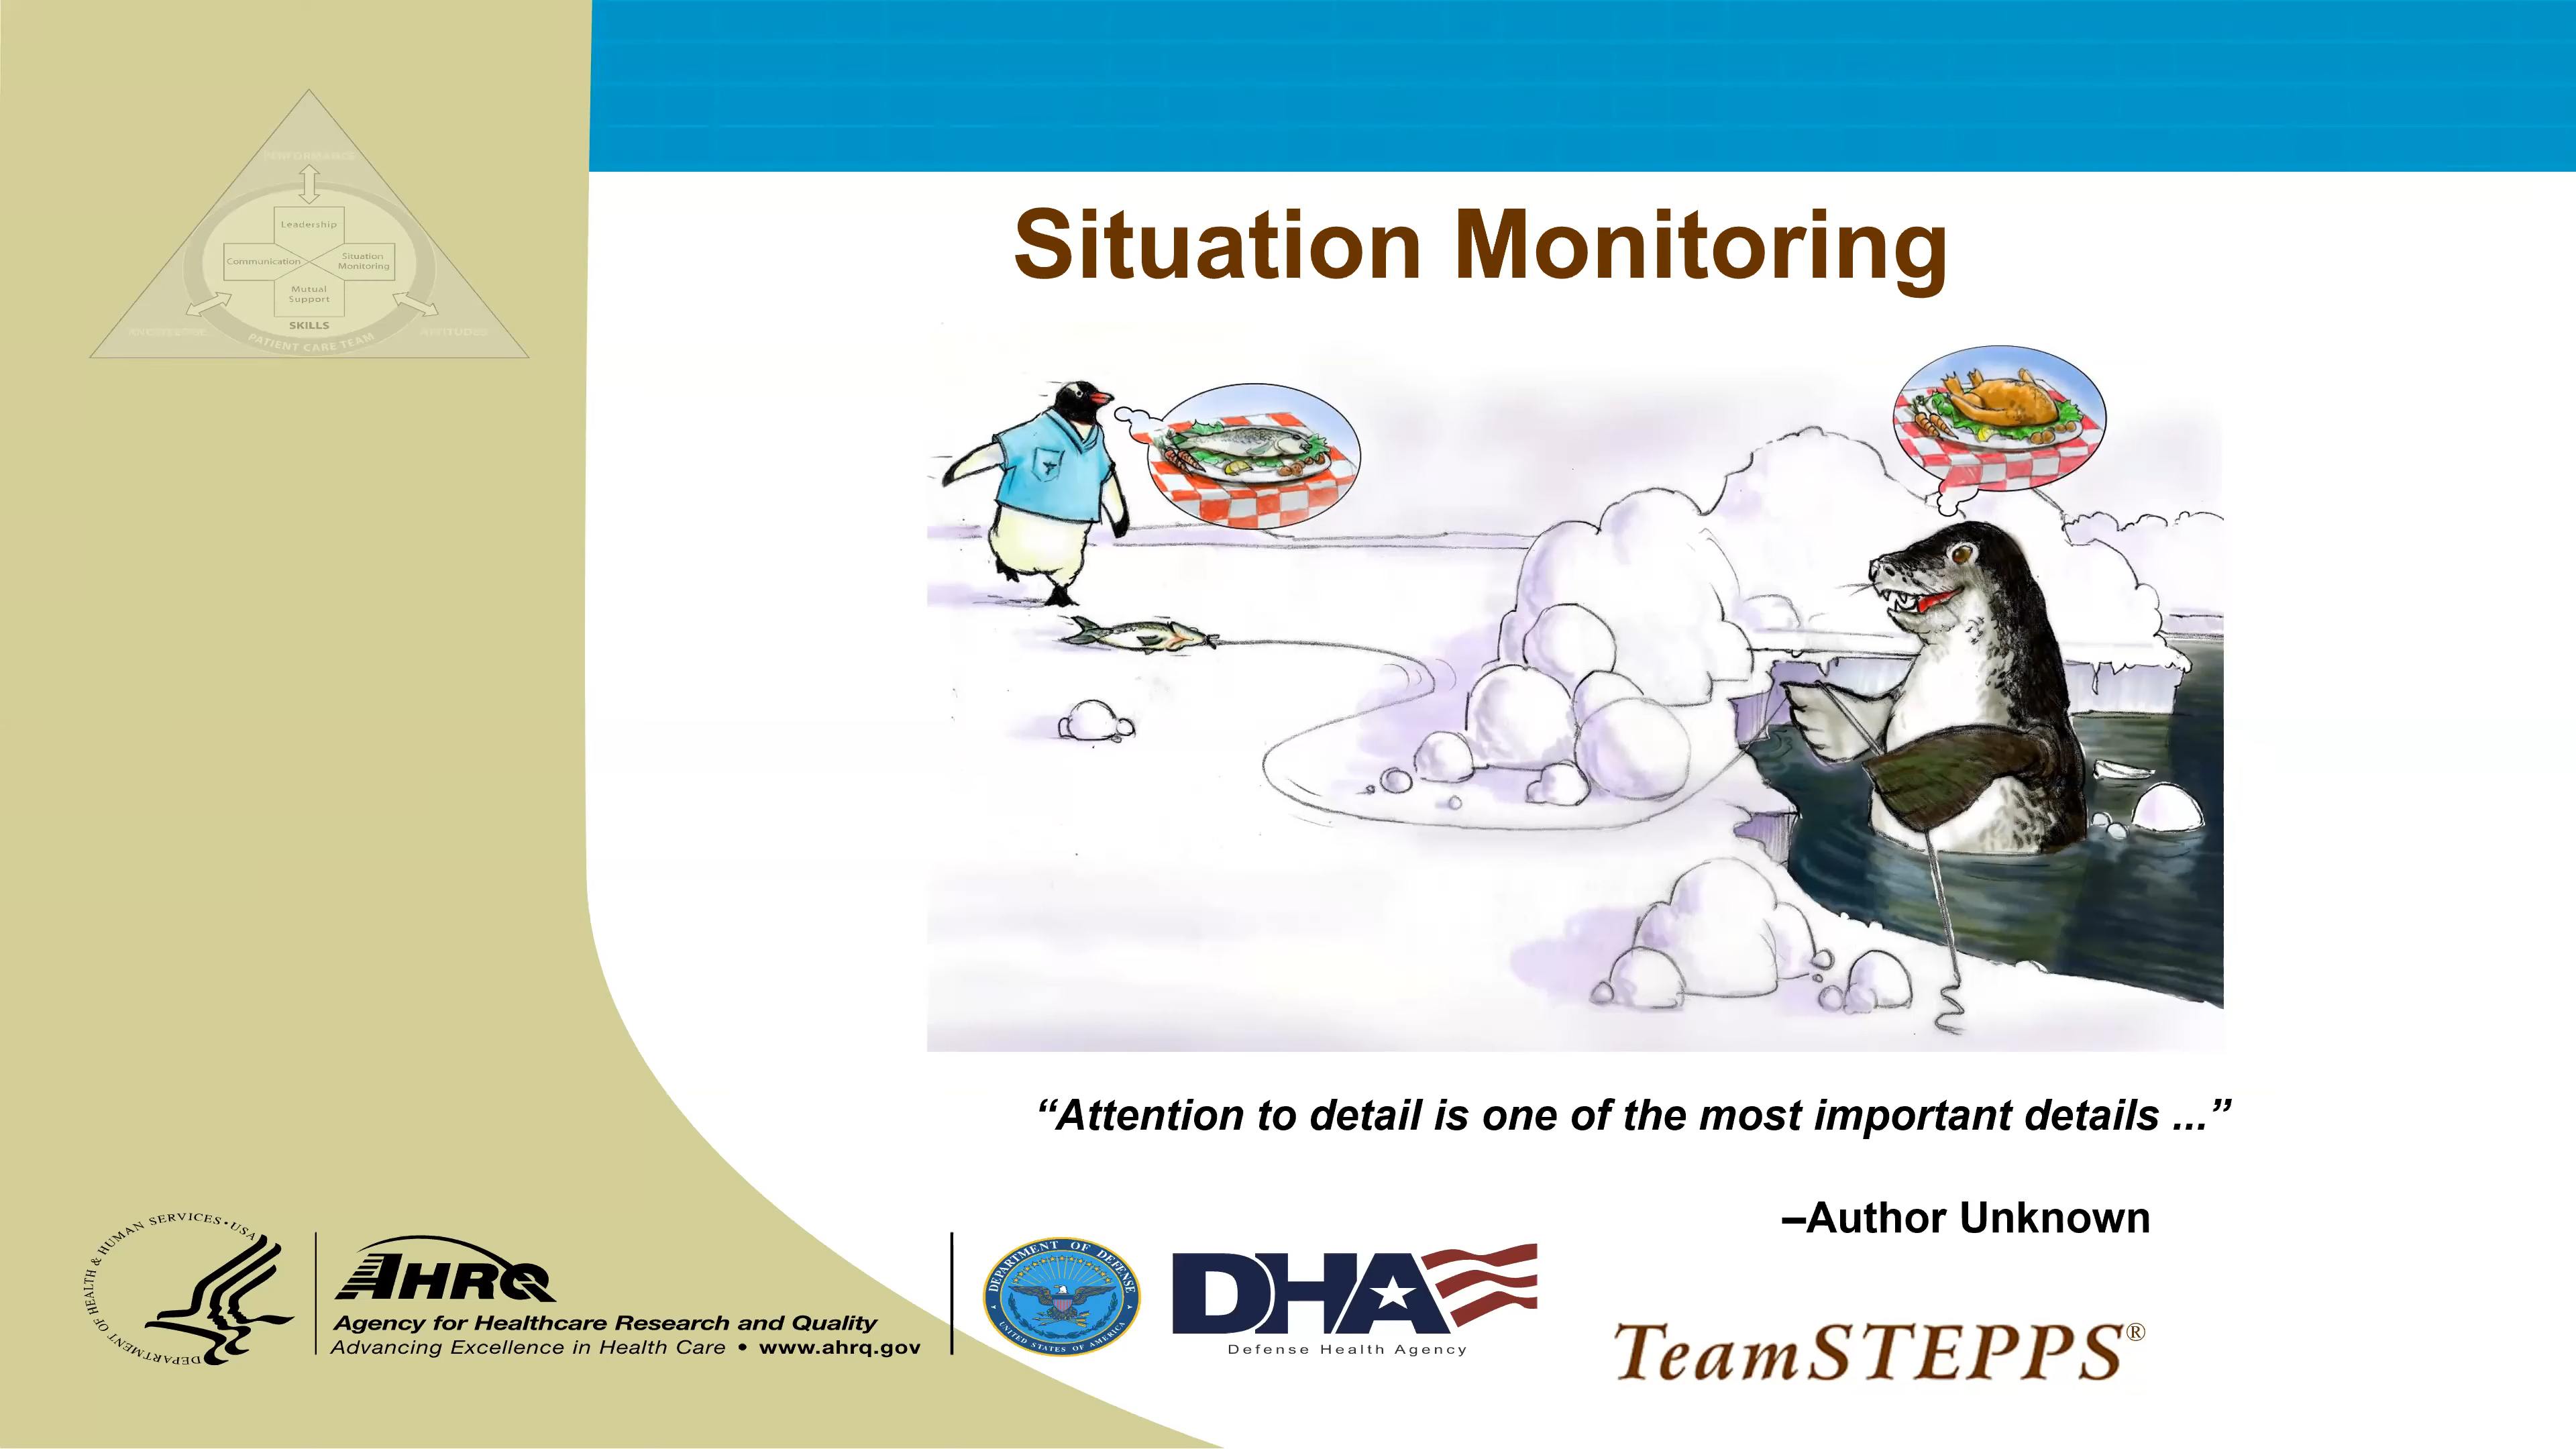 PERFORMANCE
Leadership
Communication
Situation
Monitoring
Mutual
Support
SKILLS
KNOWLEDGE
ATTITUDES
PATIENT CARE TEAM
Situation Monitoring
“Attention to detail is one of the most important details ...”
–Author Unknown
DEPARTMENT OF HEALTH & HUMAN SERVICES • USA
AHRQ
Agency for Healthcare Research and Quality
Advancing Excellence in Health Care • www.ahrq.gov
DEPARTMENT OF DEFENSE
UNITED STATES OF AMERICA
DHA
Defense Health Agency
TeamSTEPPS®